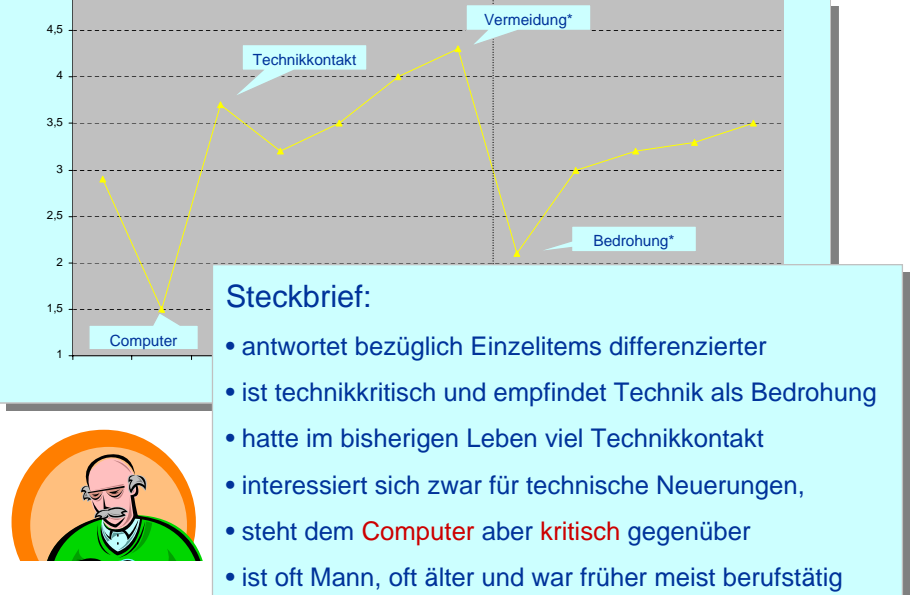 Vermeidung*
4,5
Technikkontakt
4
3,5
3
2,5
Bedrohung*
2
1,5
Computer
1
Steckbrief:
• antwortet bezüglich Einzelitems differenzierter
• ist technikkritisch und empfindet Technik als Bedrohung
• hatte im bisherigen Leben viel Technikkontakt
• interessiert sich zwar für technische Neuerungen,
• steht dem Computer aber kritisch gegenüber
• ist oft Mann, oft älter und war früher meist berufstätig